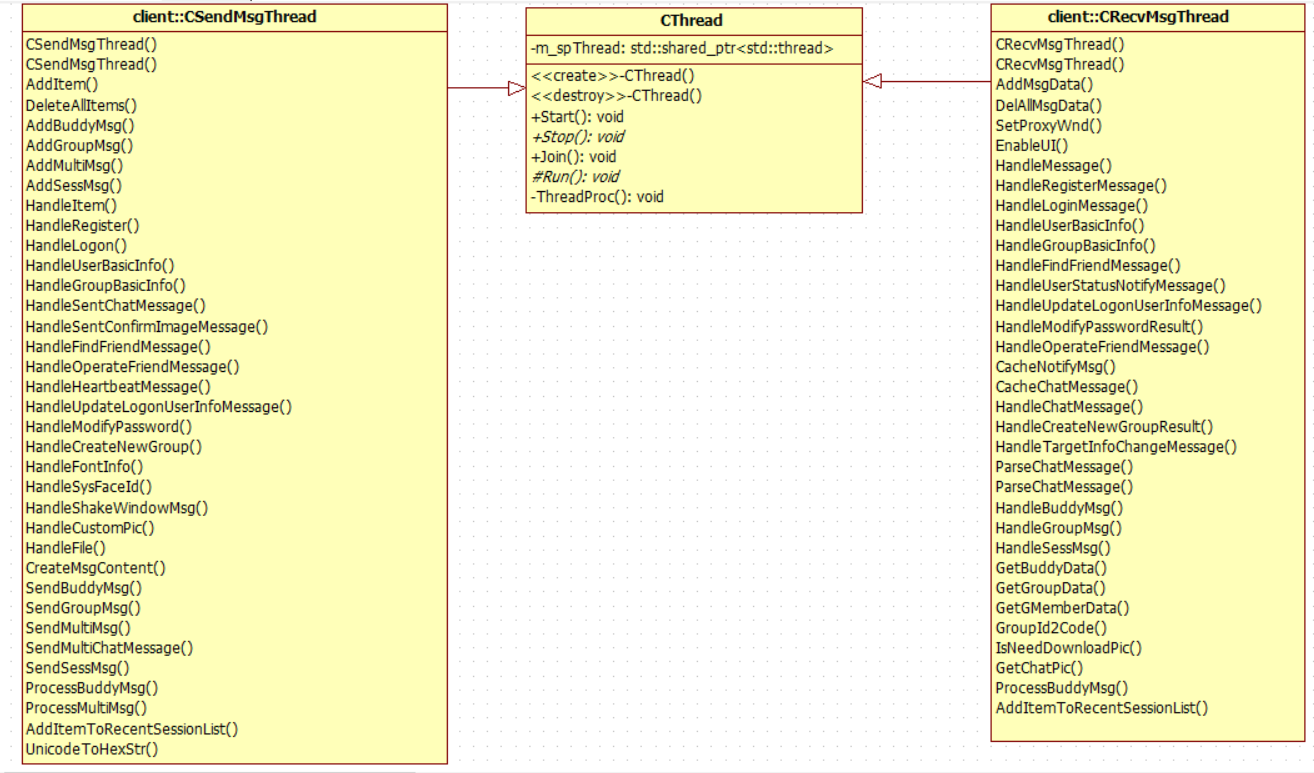 client::CSendMsgThread
CSendMsgThread()
CSendMsgThread()
AddItem()
DeleteAllItems()
AddBuddyMsg()
AddGroupMsg()
AddMultiMsg()
AddSessMsg()
HandleItem()
HandleRegister()
HandleLogon()
HandleUserBasicInfo()
HandleGroupBasicInfo()
HandleSentChatMessage()
HandleSentConfirmImageMessage()
HandleFindFriendMessage()
HandleOperateFriendMessage()
HandleHeartbeatMessage()
HandleUpdateLogonUserInfoMessage()
HandleModifyPassword()
HandleCreateNewGroup()
HandleFontInfo()
HandleSysFaceId()
HandleShakeWindowMsg()
HandleCustomPic()
HandleFile()
CreateMsgContent()
SendBuddyMsg()
SendGroupMsg()
SendMultiMsg()
SendMultiChatMessage()
SendSessMsg()
ProcessBuddyMsg()
ProcessMultiMsg()
AddItemToRecentSessionList()
UnicodeToHexStr()
CThread
-m_spThread: std::shared_ptr<std::thread>
<<create>>-CThread()
<<destroy>>-CThread()
+Start(): void
+Stop(): void
+Join(): void
#Run(): void
-ThreadProc(): void
client::CRecvMsgThread
CRecvMsgThread()
CRecvMsgThread()
AddMsgData()
DelAllMsgData()
SetProxyWnd()
EnableUI()
HandleMessage()
HandleRegisterMessage()
HandleLoginMessage()
HandleUserBasicInfo()
HandleGroupBasicInfo()
HandleFindFriendMessage()
HandleUserStatusNotifyMessage()
HandleUpdateLogonUserInfoMessage()
HandleModifyPasswordResult()
HandleOperateFriendMessage()
CacheNotifyMsg()
CacheChatMessage()
HandleChatMessage()
HandleCreateNewGroupResult()
HandleTargetInfoChangeMessage()
ParseChatMessage()
ParseChatMessage()
HandleBuddyMsg()
HandleGroupMsg()
HandleSessMsg()
GetBuddyData()
GetGroupData()
GetGMemberData()
GroupId2Code()
IsNeedDownloadPic()
GetChatPic()
ProcessBuddyMsg()
AddItemToRecentSessionList()